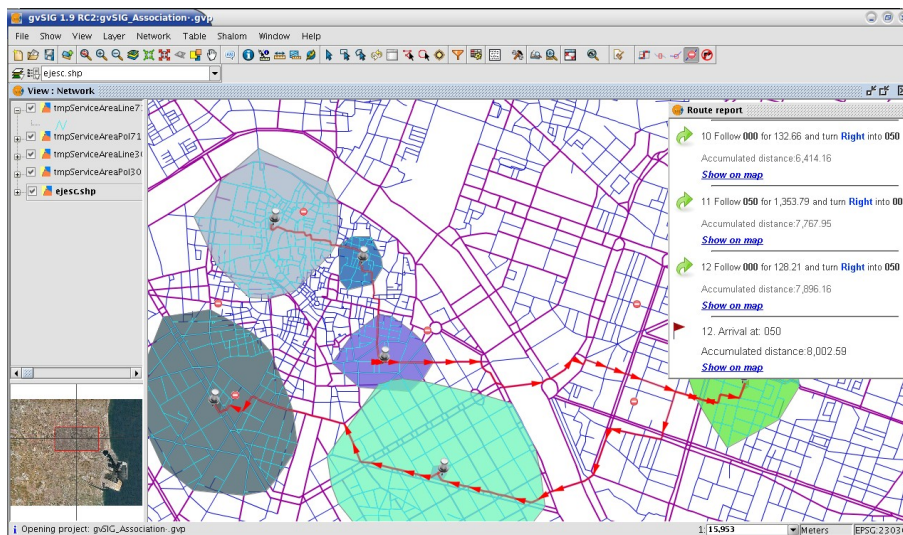 gvSIG 1.9 RC2:gvSIG_Association·.gvp
File Show View Layer Network Table Shalom Window Help
ejesc.shp
View : Network
tmpServiceAreaLine7
tmpServiceAreaPol71
tmpServiceAreaLine30
tmpServiceAreaPol30
ejesc.shp
Route report
10 Follow 000 for 132.66 and turn Right into 050
Accumulated distance:6,414.16
Show on map
11 Follow 050 for 1,353.79 and turn Right into 00
Accumulated distance:7,767.95
Show on map
12 Follow 000 for 128.21 and turn Right into 050
Accumulated distance:7,896.16
Show on map
12. Arrival at: 050
Accumulated distance:8,002.59
Show on map
Opening project: gvSIG_Association·.gvp
1: 15,953 Meters EPSG:2303